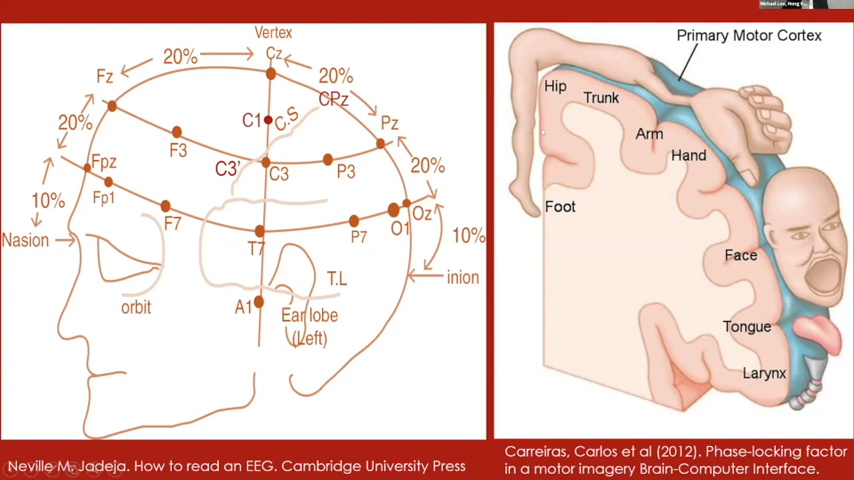 Michael Lee, Hong K
Vertex
Cz
20%
20%
Fz
CPz
C1
C.S
20%
F3
Pz
Fpz
C3'
C3
P3
20%
Fp1
10%
F7
T7
P7
O1
Oz
10%
Nasion
inion
orbit
A1
T.L
Ear lobe
(Left)
Neville M. Jadeja. How to read an EEG. Cambridge University Press
Primary Motor Cortex
Hip
Trunk
Arm
Hand
Foot
Face
Tongue
Larynx
Carreiras, Carlos et al (2012). Phase-locking factor
in a motor imagery Brain-Computer Interface.